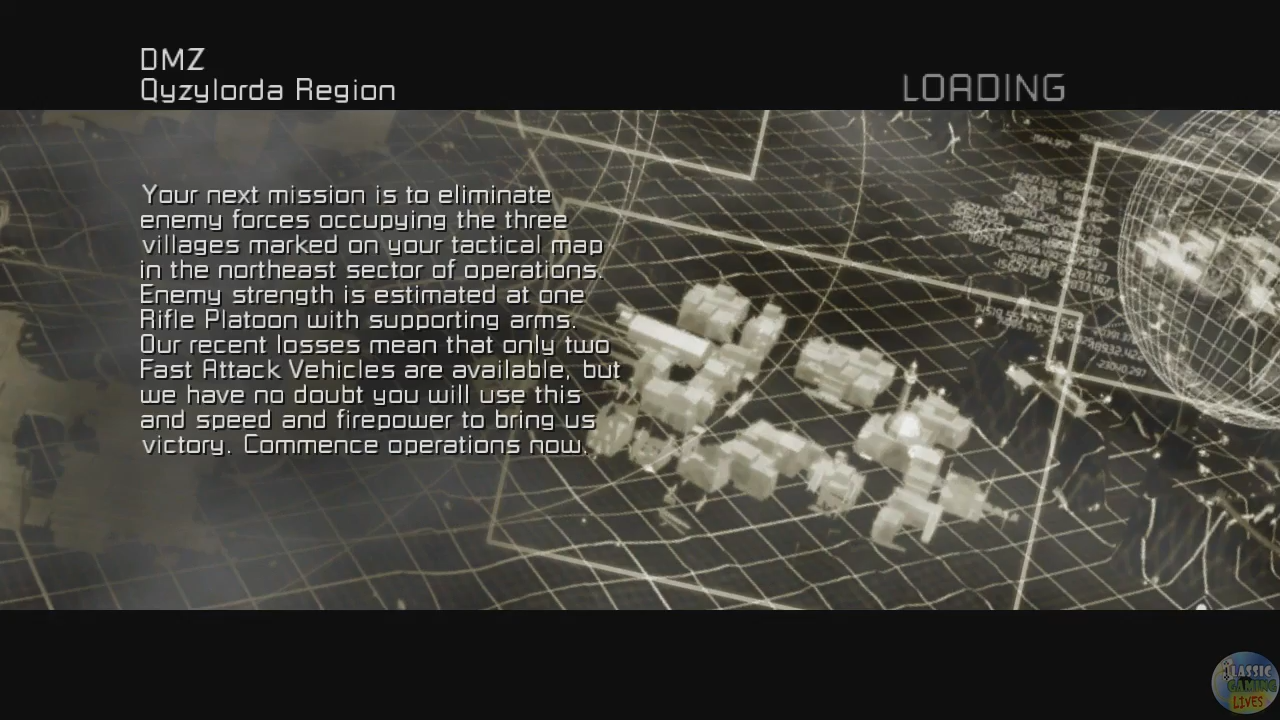 DMZ
Qyzylorda Region
LOADING
Your next mission is to eliminate
enemy forces occupying the three
villages marked on your tactical map
in the northeast sector of operations.
Enemy strength is estimated at one
Rifle Platoon with supporting arms.
Our recent losses mean that only two
Fast Attack Vehicles are available, but
we have no doubt you will use this
and speed and firepower to bring us
victory. Commence operations now.
CLASSIC
GAMING
LIVES